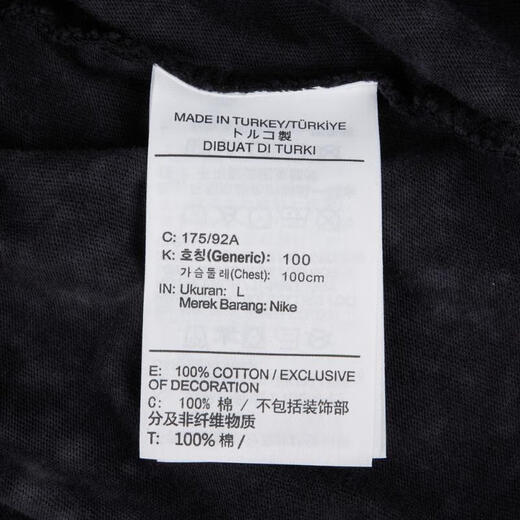 MADE IN TURKEY/TÜRKİYE
トルコ製
DIBUAT DI TURKI
C: 175/92A
K: 호칭(Generic): 100
가슴둘레(Chest): 100cm
IN: Ukuran: L
Merek Barang: Nike
E: 100% COTTON / EXCLUSIVE
OF DECORATION
C: 100% 棉 / 不包括装饰部
分及非纤维物质
T: 100% 棉 /